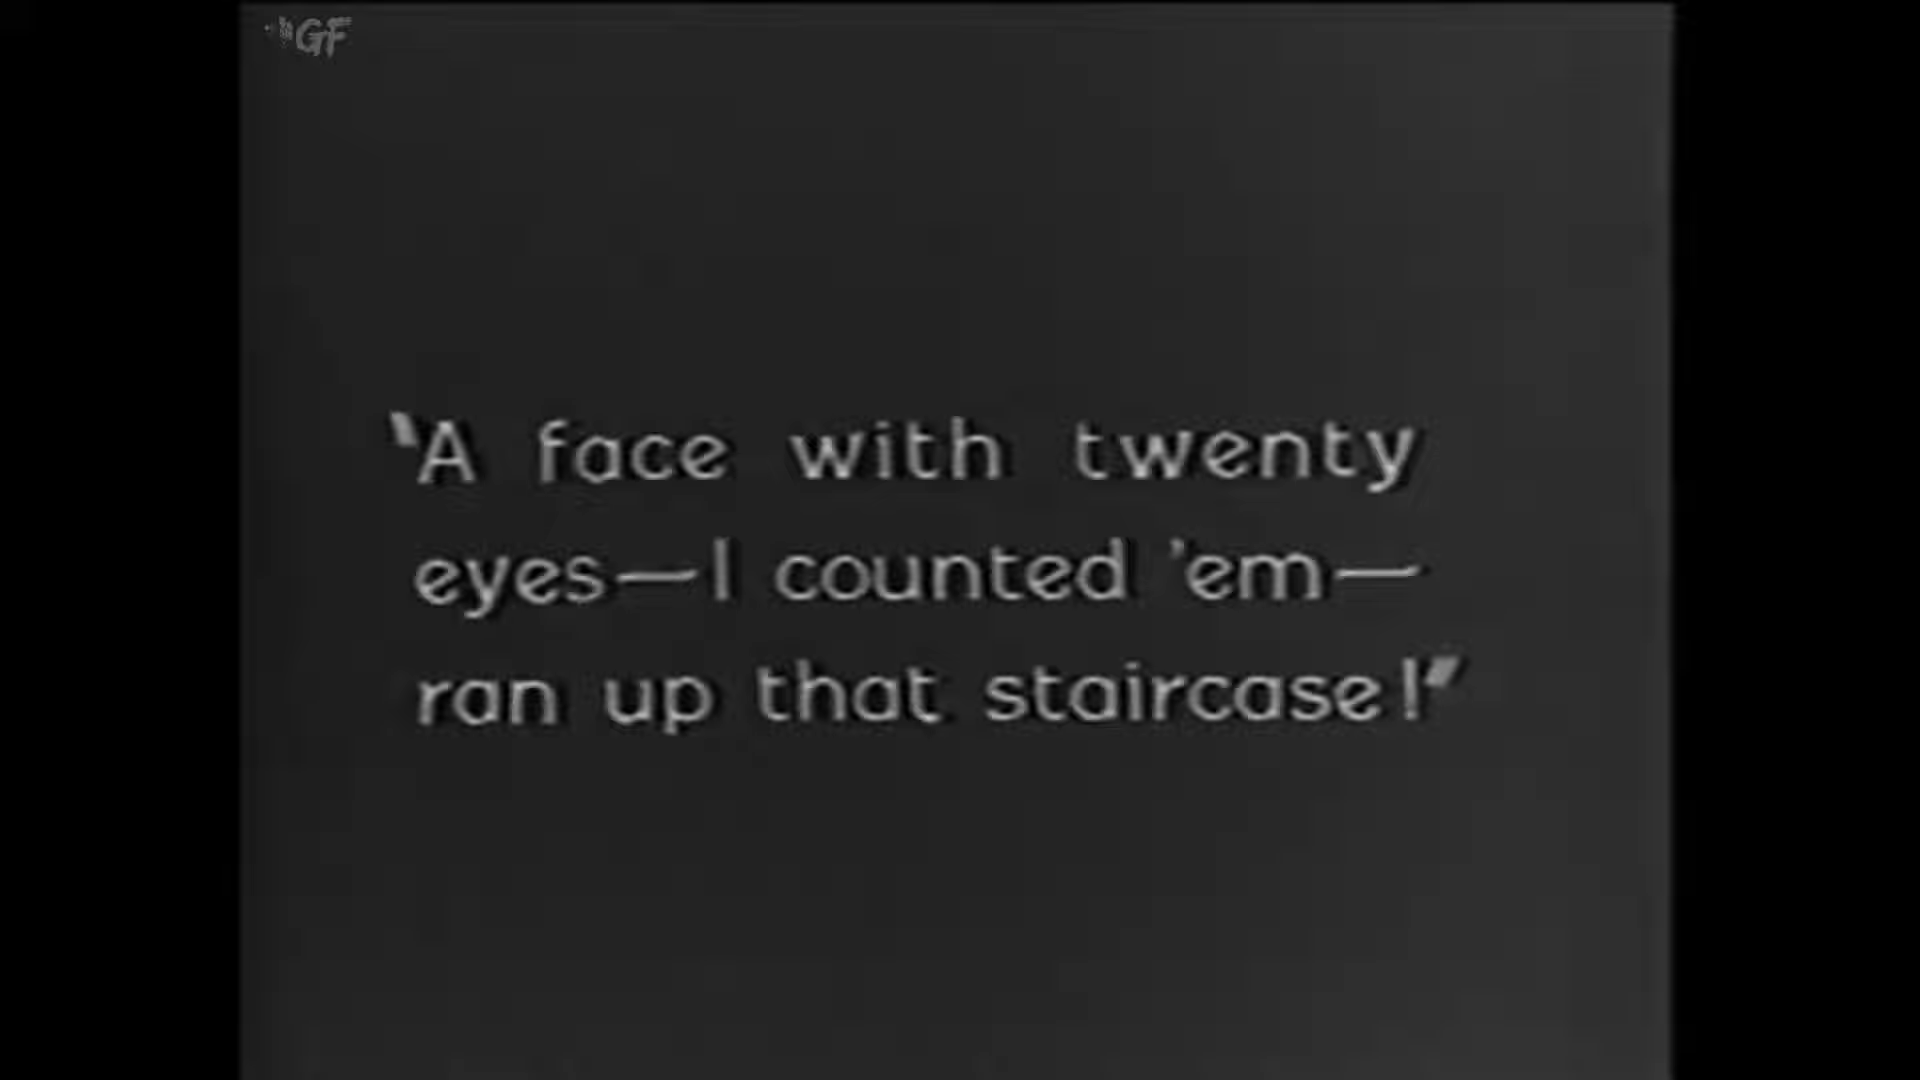 GF
"A face with twenty
eyes—I counted 'em—
ran up that staircase!"